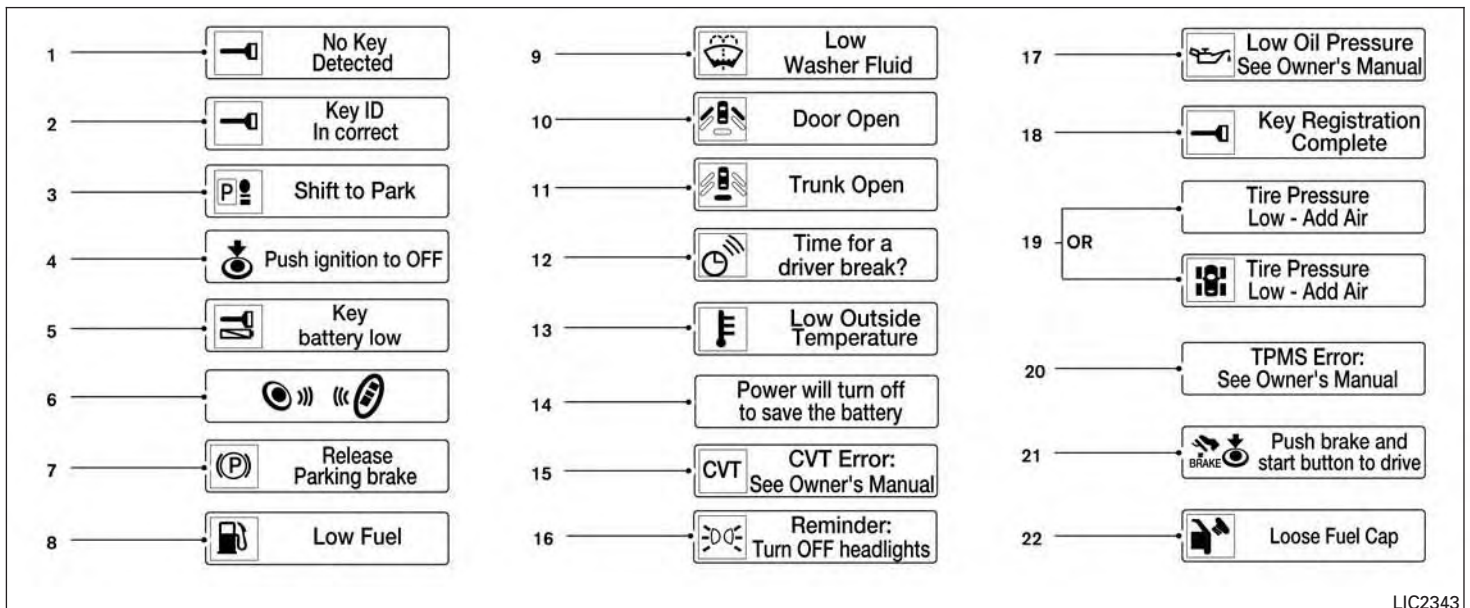 1
No Key
Detected
2
Key ID
In correct
3
P
Shift to Park
4
Push ignition to OFF
5
Key
battery low
6
7
P
Release
Parking brake
8
Low Fuel
9
Low
Washer Fluid
10
Door Open
11
Trunk Open
12
Time for a
driver break?
13
Low Outside
Temperature
14
Power will turn off
to save the battery
15
CVT
CVT Error:
See Owner's Manual
16
Reminder:
Turn OFF headlights
17
Low Oil Pressure
See Owner's Manual
18
Key Registration
Complete
19
Tire Pressure
Low - Add Air
OR
Tire Pressure
Low - Add Air
20
TPMS Error:
See Owner's Manual
21
BRAKE
Push brake and
start button to drive
22
Loose Fuel Cap
LIC2343